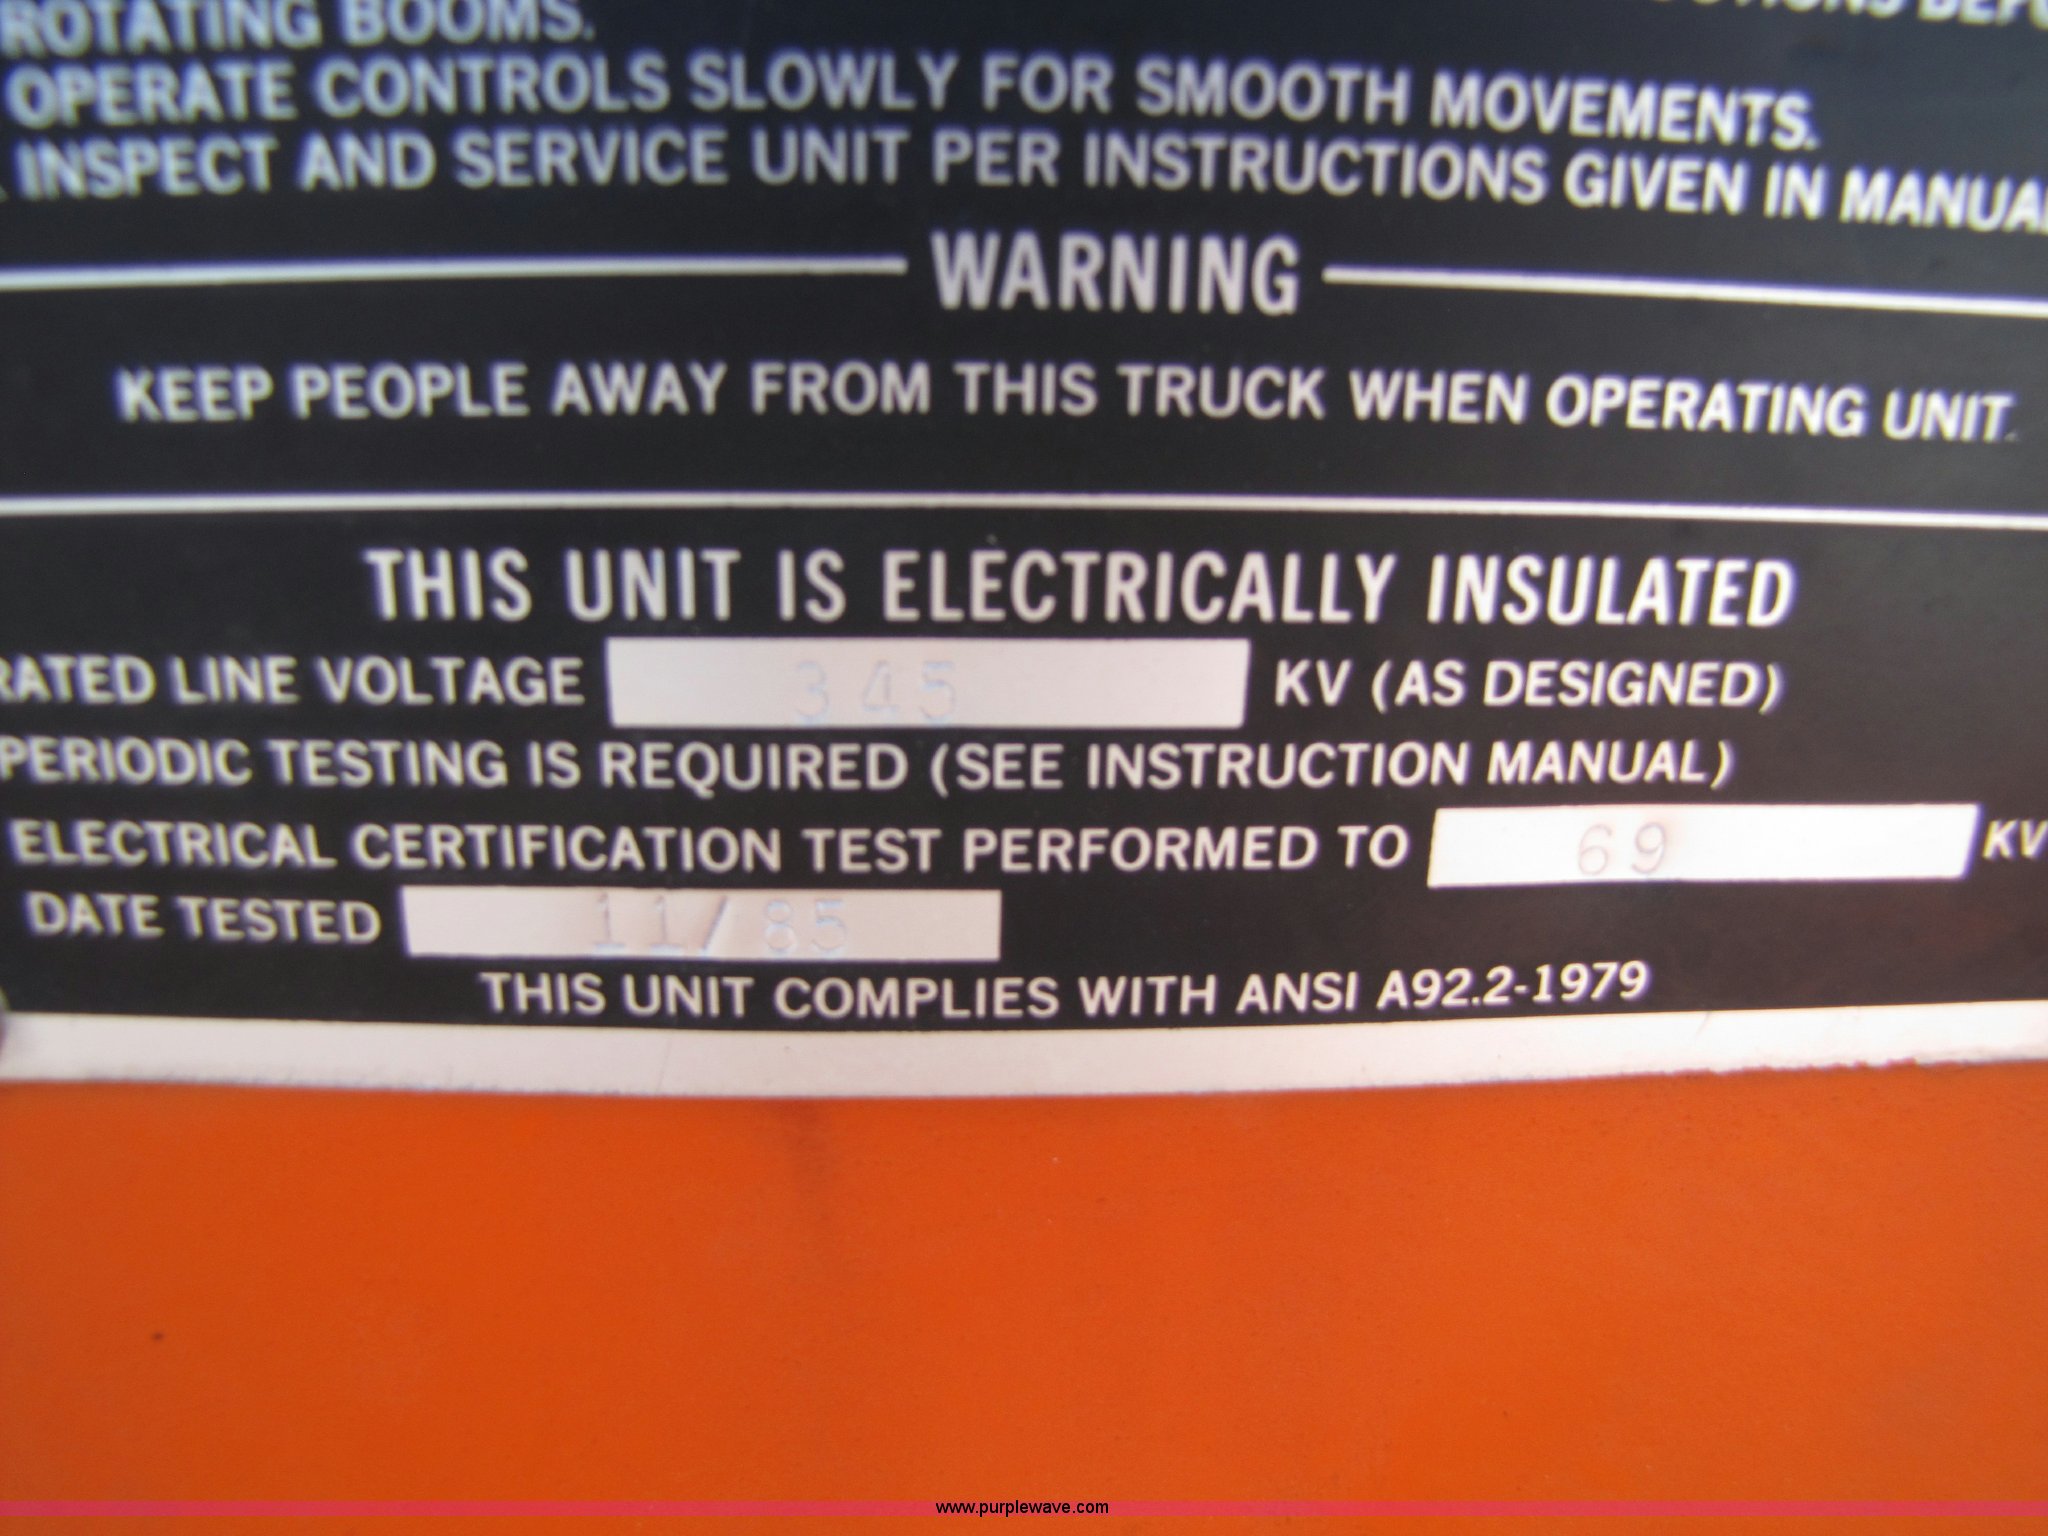 ROTATING BOOMS.
OPERATE CONTROLS SLOWLY FOR SMOOTH MOVEMENTS.
INSPECT AND SERVICE UNIT PER INSTRUCTIONS GIVEN IN MANUAL
WARNING
KEEP PEOPLE AWAY FROM THIS TRUCK WHEN OPERATING UNIT.
THIS UNIT IS ELECTRICALLY INSULATED
RATED LINE VOLTAGE 345 KV (AS DESIGNED)
PERIODIC TESTING IS REQUIRED (SEE INSTRUCTION MANUAL)
ELECTRICAL CERTIFICATION TEST PERFORMED TO 69 KV
DATE TESTED 11/85
THIS UNIT COMPLIES WITH ANSI A92.2-1979
www.purplewave.com